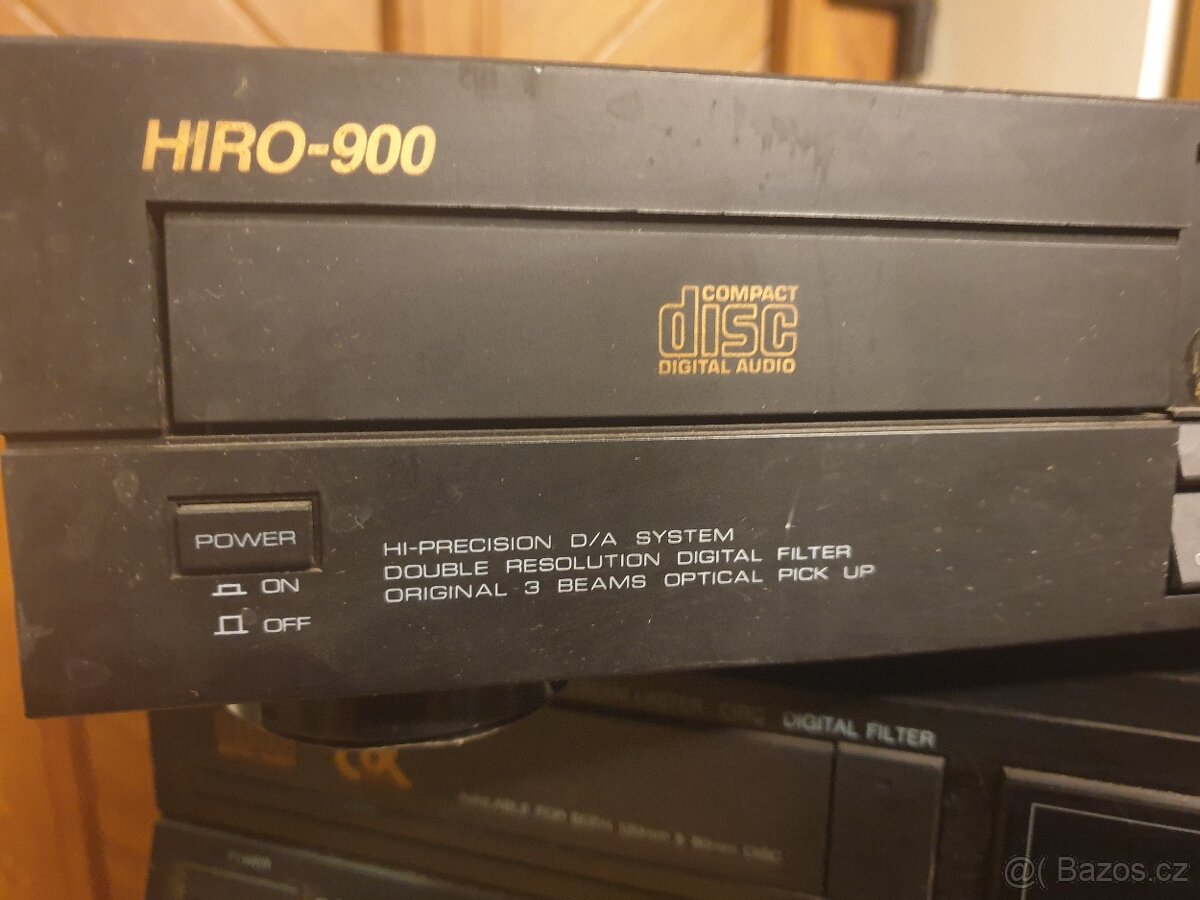 HIRO-900
COMPACT
disc
DIGITAL AUDIO
POWER
ON
OFF
HI-PRECISION D/A SYSTEM
DOUBLE RESOLUTION DIGITAL FILTER
ORIGINAL 3 BEAMS OPTICAL PICK UP
DIGITAL FILTER
POWER
Bazos.cz